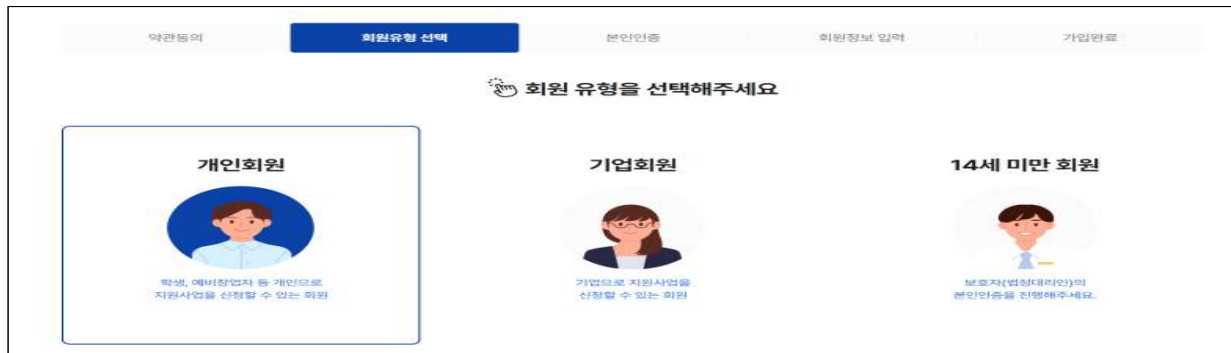 약관동의
회원유형 선택
본인인증
회원정보 입력
가입완료
회원 유형을 선택해주세요
개인회원
학생, 예비창업자 등 개인으로
지원사업을 신청할 수 있는 회원
기업회원
기업으로 지원사업을
신청할 수 있는 회원
14세 미만 회원
보호자(법정대리인)의
본인인증을 진행해주세요.